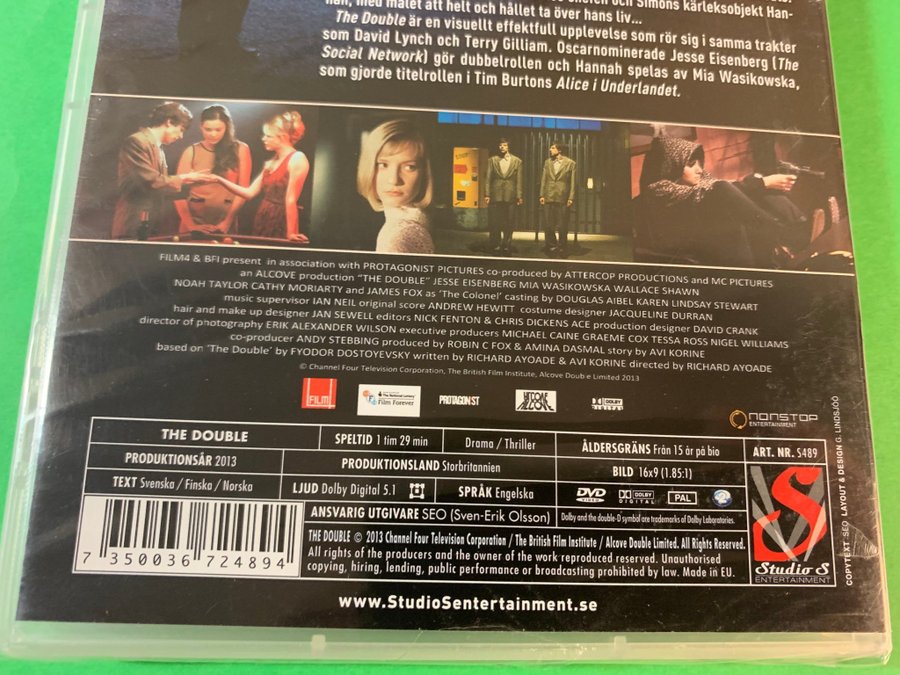 nan, med målet att helt och hållet ta över hans liv...
The Double är en visuellt effektfull upplevelse som rör sig i samma trakter
som David Lynch och Terry Gilliam. Oscarnominerade Jesse Eisenberg (The
Social Network) gör dubbelrollen och Hannah spelas av Mia Wasikowska,
som gjorde titelrollen i Tim Burtons Alice i Underlandet.
FILM4 & BFI present in association with PROTAGONIST PICTURES co-produced by ATTERCOP PRODUCTIONS and MC PICTURES
an ALCOVE production "THE DOUBLE" JESSE EISENBERG MIA WASIKOWSKA WALLACE SHAWN
NOAH TAYLOR CATHY MORIARTY and JAMES FOX as 'The Colonel' casting by DOUGLAS AIBEL KAREN LINDSAY STEWART
music supervisor IAN NEIL original score ANDREW HEWITT costume designer JACQUELINE DURRAN
hair and make up designer JAN SEWELL editors NICK FENTON & CHRIS DICKENS ACE production designer DAVID CRANK
director of photography ERIK ALEXANDER WILSON executive producers MICHAEL CAINE GRAEME COX TESSA ROSS NIGEL WILLIAMS
co-producer ANDY STEBBING produced by ROBIN C FOX & AMINA DASMAL story by AVI KORINE
based on 'The Double' by FYODOR DOSTOYEVSKY written by RICHARD AYOADE & AVI KORINE directed by RICHARD AYOADE
© Channel Four Television Corporation, The British Film Institute, Alcove Double Limited 2013
FILM
Film Forever
PROTAGONIST
ALCOVE
DOLBY
DIGITAL
NONSTOP
ENTERTAINMENT
THE DOUBLE
SPELTID 1 tim 29 min
Drama / Thriller
ÅLDERSGRÄNS Från 15 år på bio
ART. NR. S489
PRODUKTIONSÅR 2013
PRODUKTIONSLAND Storbritannien
BILD 16x9 (1.85:1)
TEXT Svenska / Finska / Norska
LJUD Dolby Digital 5.1
SPRÅK Engelska
DVD
VIDEO
DOLBY
DIGITAL
PAL
ANSVARIG UTGIVARE SEO (Sven-Erik Olsson)
Dolby and the double-D symbol are trademarks of Dolby Laboratories.
THE DOUBLE © 2013 Channel Four Television Corporation / The British Film Institute / Alcove Double Limited. All Rights Reserved.
All rights of the producers and the owner of the work reproduced reserved. Unauthorised
copying, hiring, lending, public performance or broadcasting prohibited by law. Made in EU.
7 350036 724894
S
Studio S
ENTERTAINMENT
COPYTEXT: SEO LAYOUT & DESIGN G. LINDSJÖÖ
www.StudioSentertainment.se